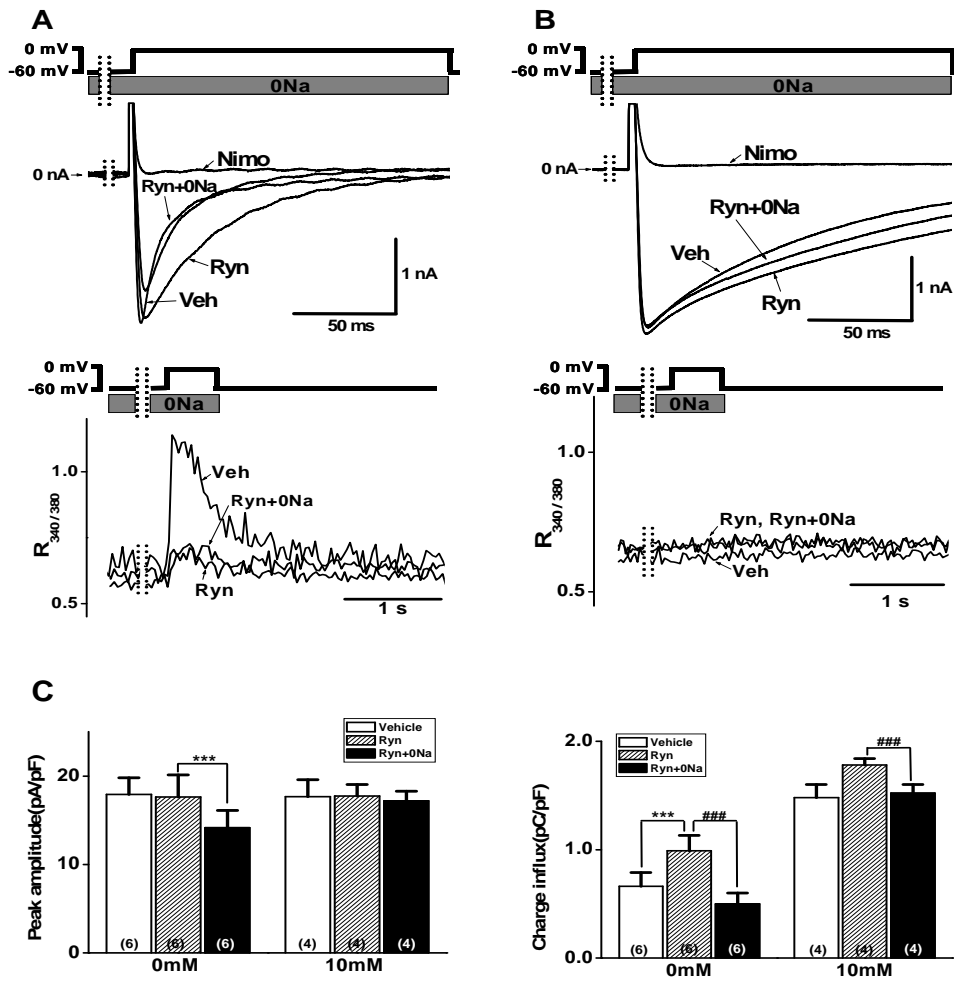 A
0 mV
-60 mV
0Na
Nimo
0 nA
Ryn+0Na
Ryn
Veh
1 nA
50 ms
0 mV
-60 mV
0Na
1.0
0.5
R340/380
Veh
Ryn+0Na
Ryn
1 s
B
0 mV
-60 mV
0Na
Nimo
0 nA
Ryn+0Na
Veh
Ryn
1 nA
50 ms
0 mV
-60 mV
0Na
1.0
0.5
R340/380
Ryn, Ryn+0Na
Veh
1 s
C
Peak amplitude(pA/pF)
20
10
0
Vehicle
Ryn
Ryn+0Na
***
(6)
(6)
(6)
(4)
(4)
(4)
0mM
10mM
Charge influx(pC/pF)
2.0
1.0
0.0
Vehicle
Ryn
Ryn+0Na
***
###
###
(6)
(6)
(6)
(4)
(4)
(4)
0mM
10mM